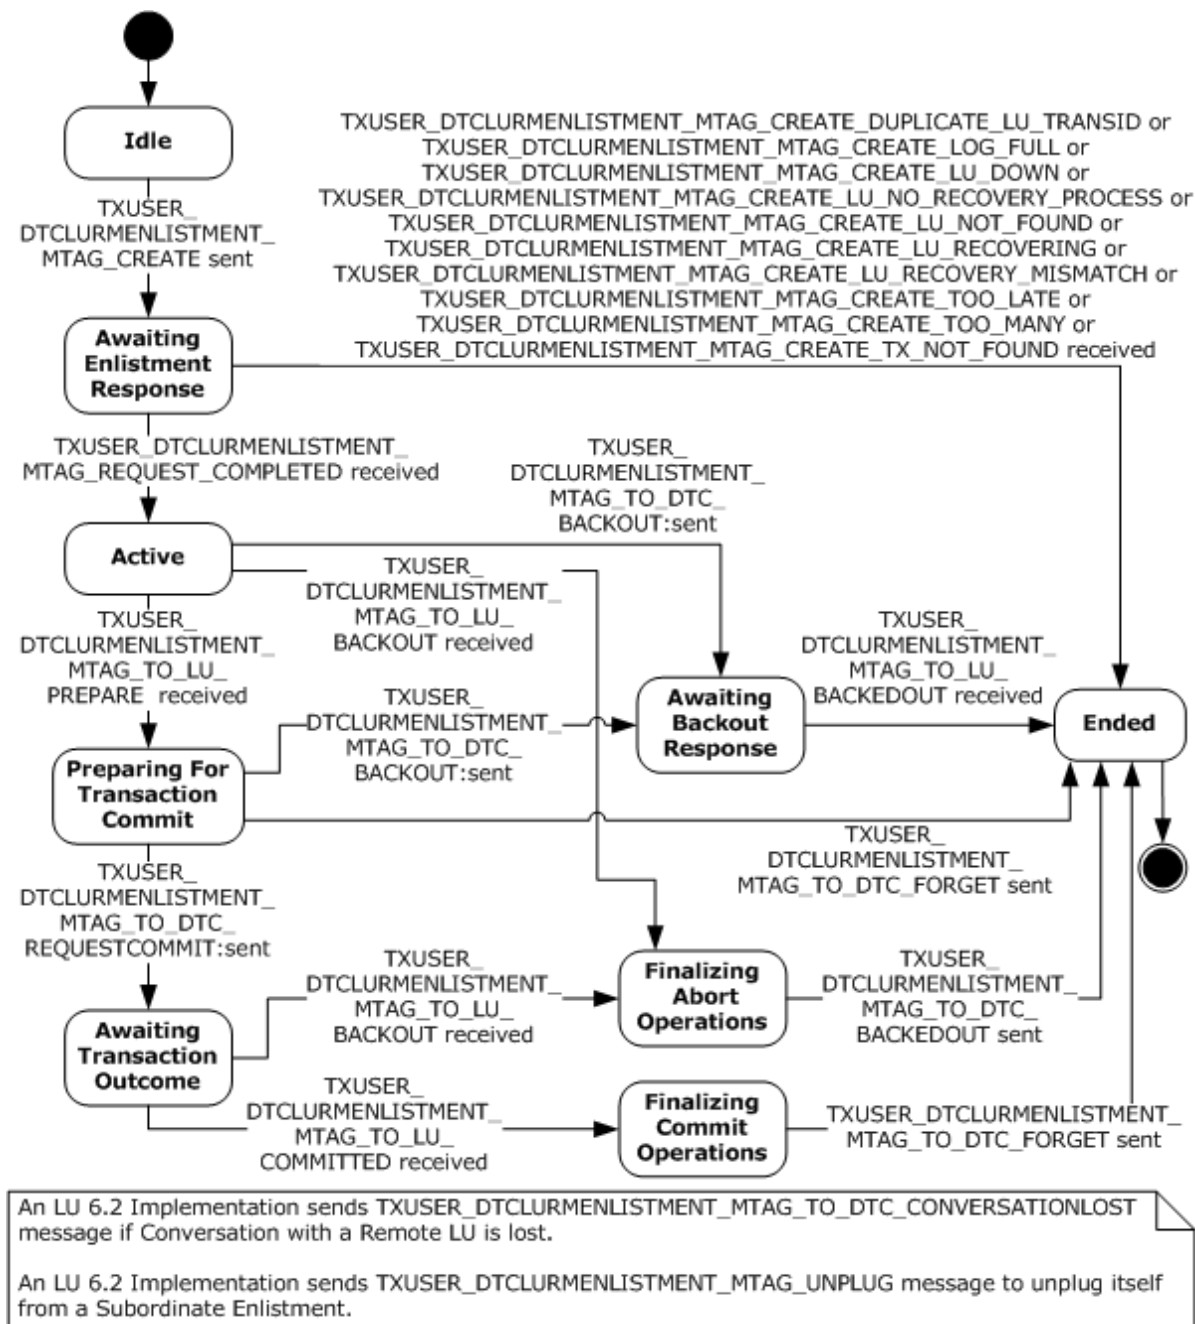 Idle
TXUSER_
DTCLURMENLISTMENT_
MTAG_CREATE sent
TXUSER_DTCLURMENLISTMENT_MTAG_CREATE_DUPLICATE_LU_TRANSID or
TXUSER_DTCLURMENLISTMENT_MTAG_CREATE_LOG_FULL or
TXUSER_DTCLURMENLISTMENT_MTAG_CREATE_LU_DOWN or
TXUSER_DTCLURMENLISTMENT_MTAG_CREATE_LU_NO_RECOVERY_PROCESS or
TXUSER_DTCLURMENLISTMENT_MTAG_CREATE_LU_NOT_FOUND or
TXUSER_DTCLURMENLISTMENT_MTAG_CREATE_LU_RECOVERING or
TXUSER_DTCLURMENLISTMENT_MTAG_CREATE_LU_RECOVERY_MISMATCH or
TXUSER_DTCLURMENLISTMENT_MTAG_CREATE_TOO_LATE or
TXUSER_DTCLURMENLISTMENT_MTAG_CREATE_TOO_MANY or
TXUSER_DTCLURMENLISTMENT_MTAG_CREATE_TX_NOT_FOUND received
Awaiting
Enlistment
Response
TXUSER_DTCLURMENLISTMENT_
MTAG_REQUEST_COMPLETED received
TXUSER_
DTCLURMENLISTMENT_
MTAG_TO_DTC_
BACKOUT:sent
Active
TXUSER_
DTCLURMENLISTMENT_
MTAG_TO_LU_
BACKOUT received
TXUSER_
DTCLURMENLISTMENT_
MTAG_TO_LU_
PREPARE received
TXUSER_
DTCLURMENLISTMENT_
MTAG_TO_DTC_
BACKOUT:sent
Awaiting
Backout
Response
TXUSER_
DTCLURMENLISTMENT_
MTAG_TO_LU_
BACKEDOUT received
Ended
Preparing For
Transaction
Commit
TXUSER_
DTCLURMENLISTMENT_
MTAG_TO_DTC_FORGET sent
TXUSER_
DTCLURMENLISTMENT_
MTAG_TO_DTC_
REQUESTCOMMIT:sent
TXUSER_
DTCLURMENLISTMENT_
MTAG_TO_LU_
BACKOUT received
Finalizing
Abort
Operations
TXUSER_
DTCLURMENLISTMENT_
MTAG_TO_DTC_
BACKEDOUT sent
Awaiting
Transaction
Outcome
TXUSER_
DTCLURMENLISTMENT_
MTAG_TO_LU_
COMMITTED received
Finalizing
Commit
Operations
TXUSER_DTCLURMENLISTMENT_
MTAG_TO_DTC_FORGET sent
An LU 6.2 Implementation sends TXUSER_DTCLURMENLISTMENT_MTAG_TO_DTC_CONVERSATIONLOST
message if Conversation with a Remote LU is lost.
An LU 6.2 Implementation sends TXUSER_DTCLURMENLISTMENT_MTAG_UNPLUG message to unplug itself
from a Subordinate Enlistment.